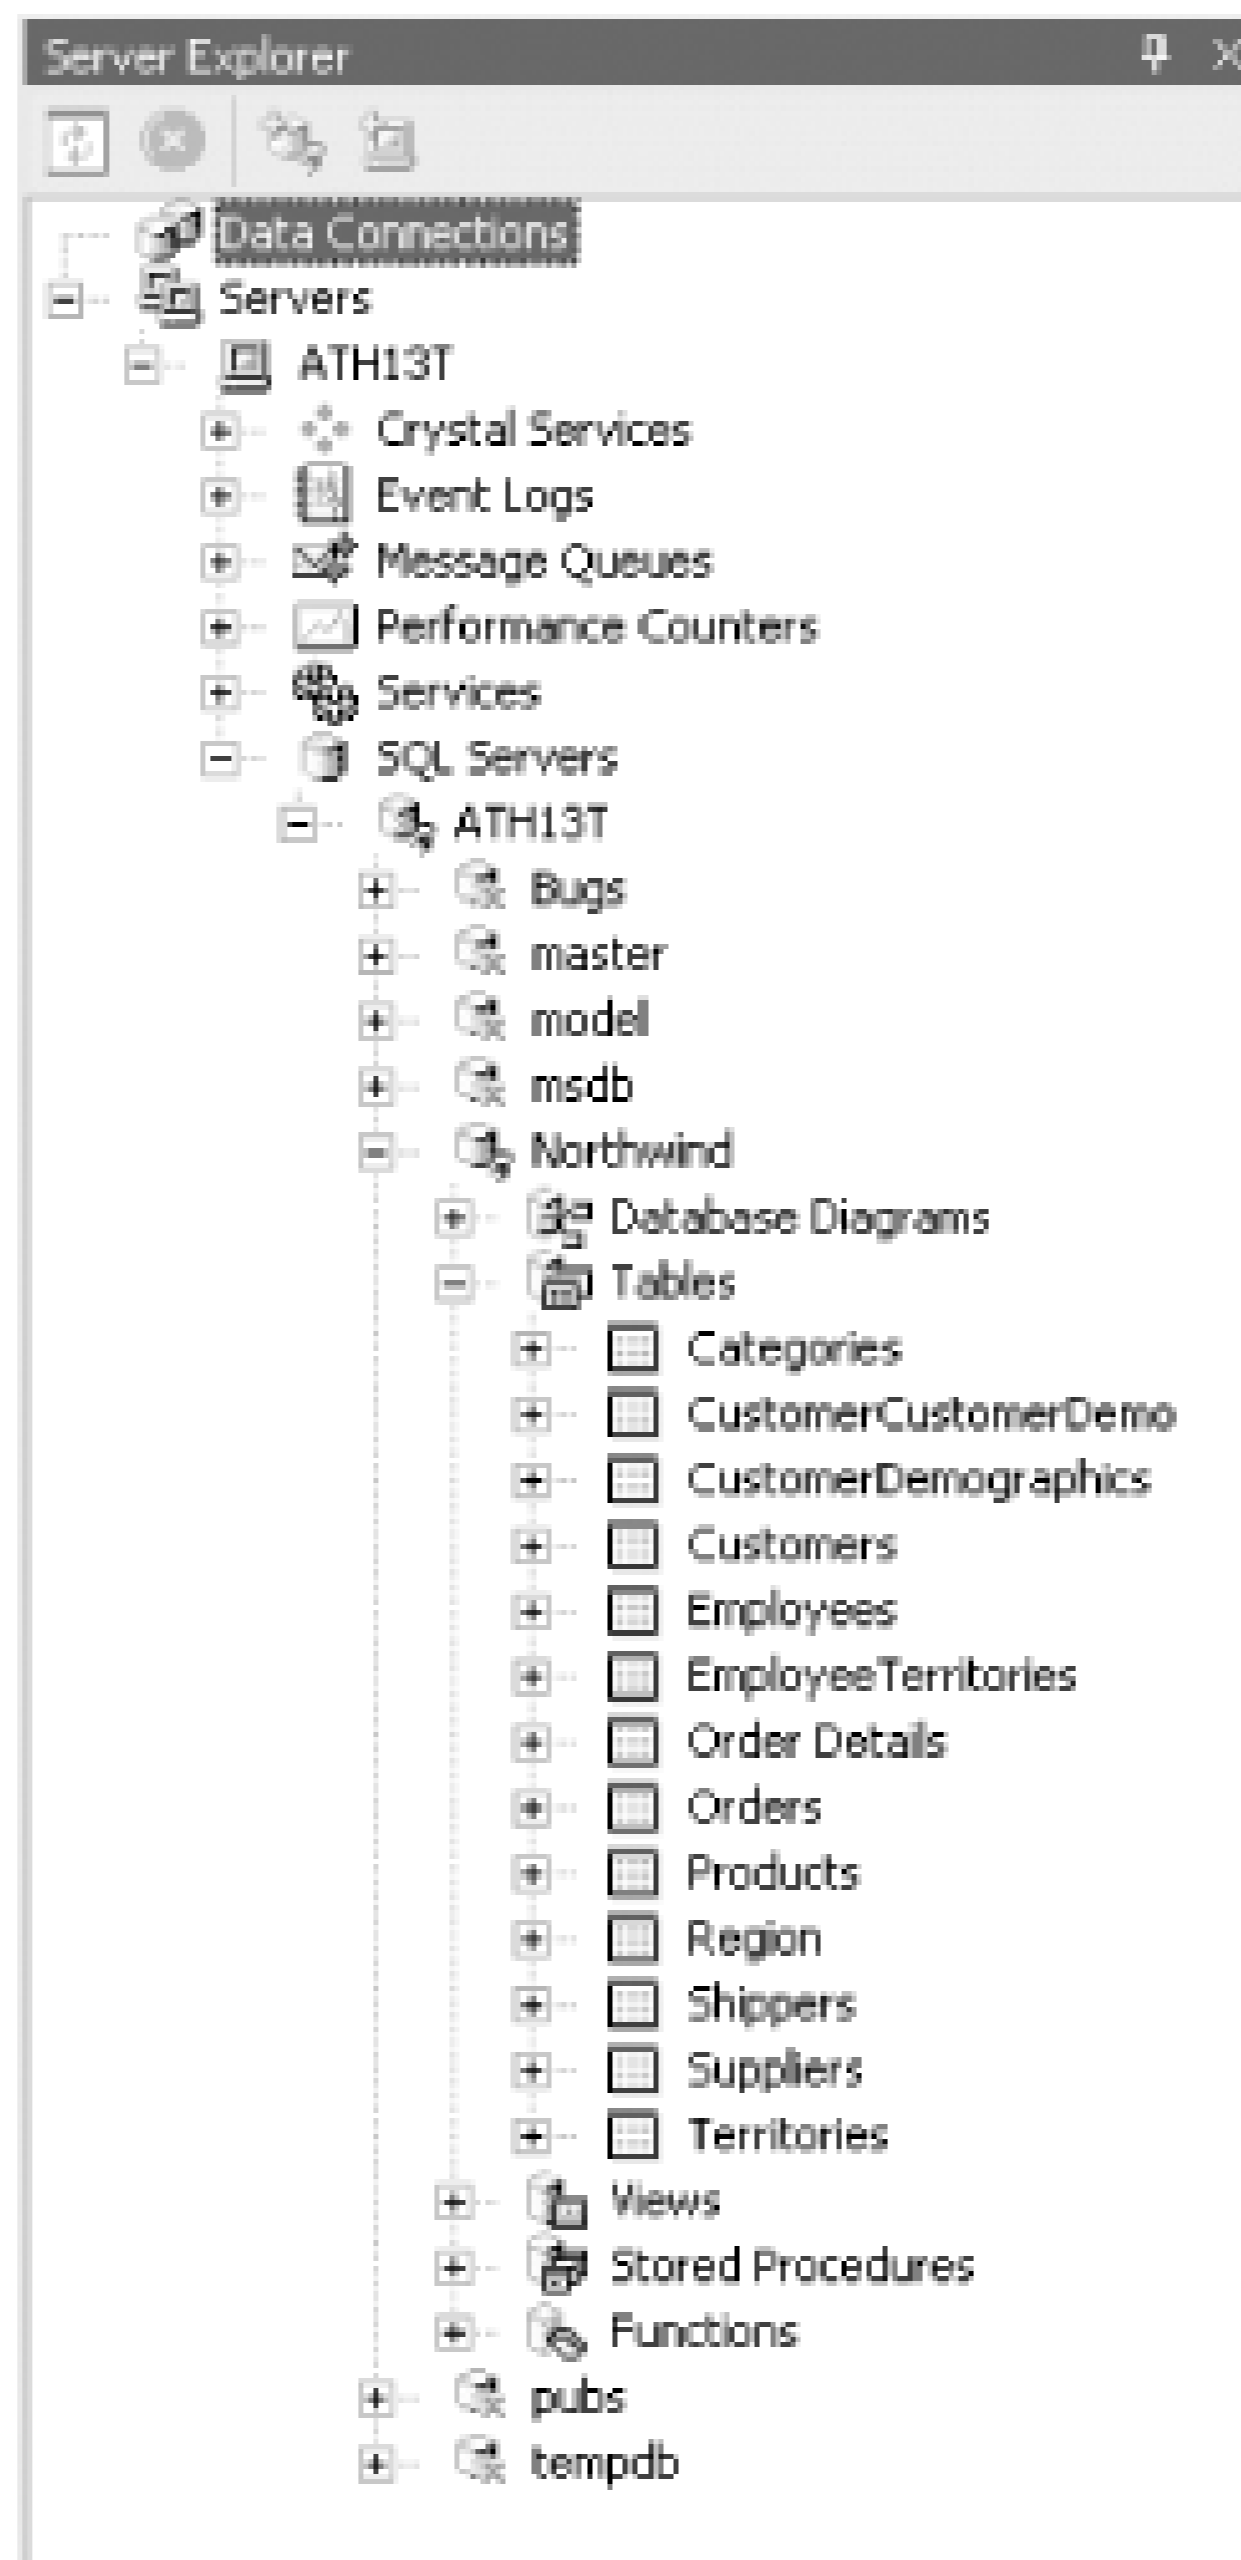 Server Explorer
Data Connections
Servers
ATH13T
Crystal Services
Event Logs
Message Queues
Performance Counters
Services
SQL Servers
ATH13T
Bugs
master
model
msdb
Northwind
Database Diagrams
Tables
Categories
CustomerCustomerDemo
CustomerDemographics
Customers
Employees
EmployeeTerritories
Order Details
Orders
Products
Region
Shippers
Suppliers
Territories
Views
Stored Procedures
Functions
pubs
tempdb